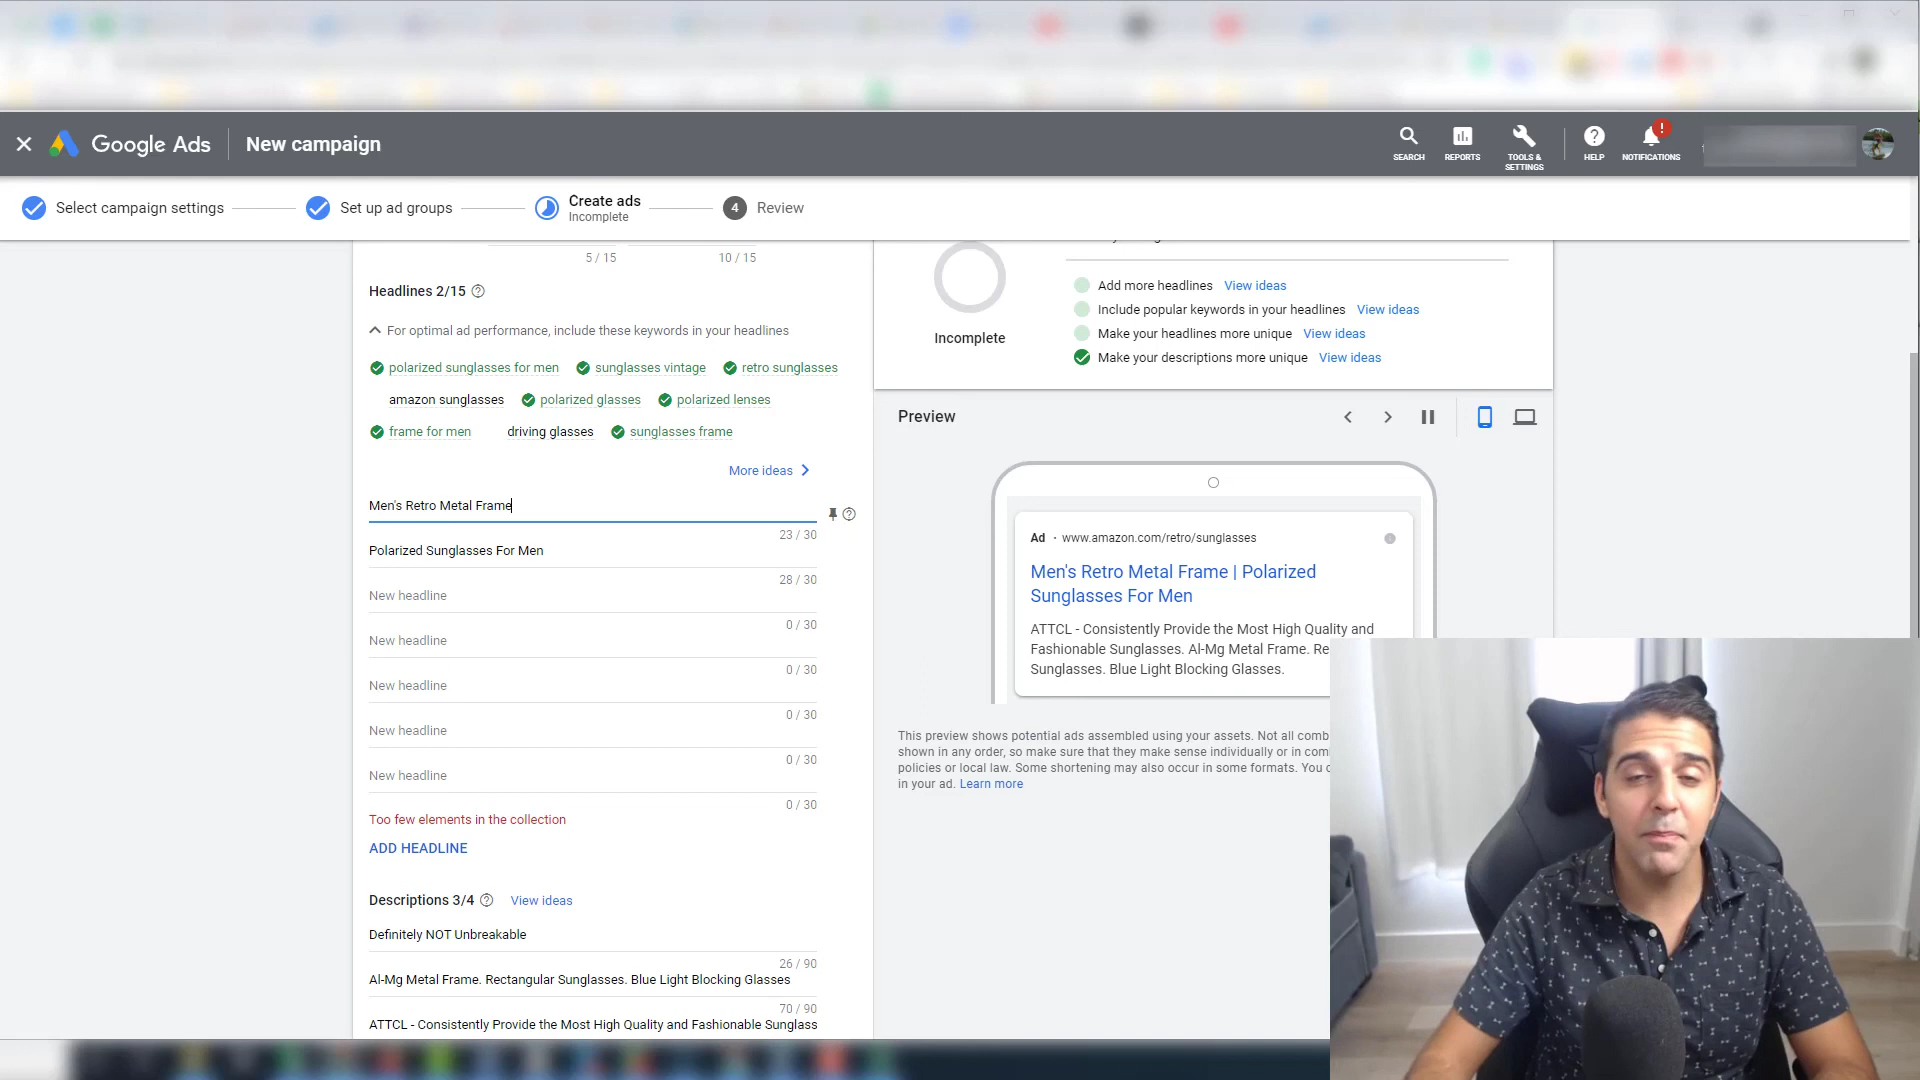 Google Ads
New campaign
SEARCH
REPORTS
TOOLS &
SETTINGS
HELP
!
NOTIFICATIONS
Select campaign settings
Set up ad groups
Create ads
Incomplete
4
Review
5 / 15
10 / 15
Headlines 2/15
For optimal ad performance, include these keywords in your headlines
polarized sunglasses for men
sunglasses vintage
retro sunglasses
amazon sunglasses
polarized glasses
polarized lenses
frame for men
driving glasses
sunglasses frame
More ideas
Men's Retro Metal Frame
23 / 30
Polarized Sunglasses For Men
28 / 30
New headline
0 / 30
New headline
0 / 30
New headline
0 / 30
New headline
0 / 30
New headline
0 / 30
Too few elements in the collection
ADD HEADLINE
Descriptions 3/4
View ideas
Definitely NOT Unbreakable
26 / 90
Al-Mg Metal Frame. Rectangular Sunglasses. Blue Light Blocking Glasses
70 / 90
ATTCL - Consistently Provide the Most High Quality and Fashionable Sunglass
Incomplete
Add more headlines View ideas
Include popular keywords in your headlines View ideas
Make your headlines more unique View ideas
Make your descriptions more unique View ideas
Preview
Ad · www.amazon.com/retro/sunglasses
Men's Retro Metal Frame | Polarized
Sunglasses For Men
ATTCL - Consistently Provide the Most High Quality and
Fashionable Sunglasses. Al-Mg Metal Frame. Re
Sunglasses. Blue Light Blocking Glasses.
This preview shows potential ads assembled using your assets. Not all comb
shown in any order, so make sure that they make sense individually or in com
policies or local law. Some shortening may also occur in some formats. You c
in your ad. Learn more